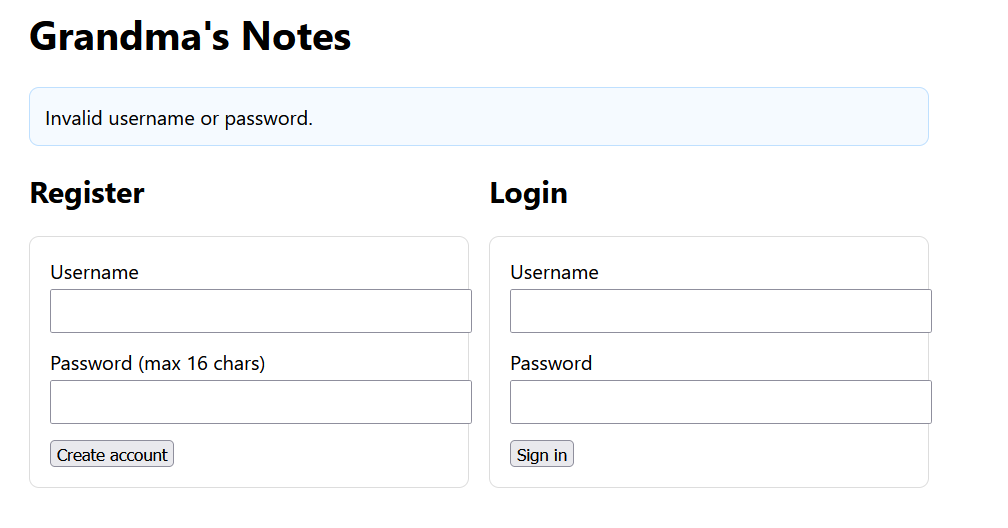 Grandma's Notes
Invalid username or password.
Register
Username
Password (max 16 chars)
Create account
Login
Username
Password
Sign in